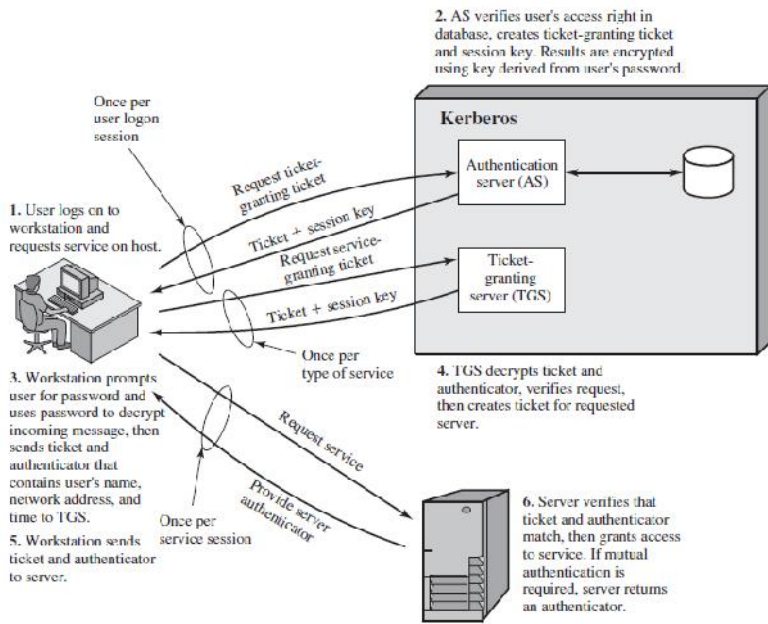 2. AS verifies user's access right in
database, creates ticket-granting ticket
and session key. Results are encrypted
using key derived from user's password.
Once per
user logon
session
Kerberos
Request ticket-
granting ticket
Authentication
server (AS)
1. User logs on to
workstation and
requests service on host.
Ticket + session key
Request service-
granting ticket
Ticket-
granting
server (TGS)
Ticket + session key
Once per
type of service
3. Workstation prompts
user for password and
uses password to decrypt
incoming message, then
sends ticket and
authenticator that
contains user's name,
network address, and
time to TGS.
4. TGS decrypts ticket and
authenticator, verifies request,
then creates ticket for requested
server.
Request service
Provide server
authenticator
Once per
service session
5. Workstation sends
ticket and authenticator
to server.
6. Server verifies that
ticket and authenticator
match, then grants access
to service. If mutual
authentication is
required, server returns
an authenticator.